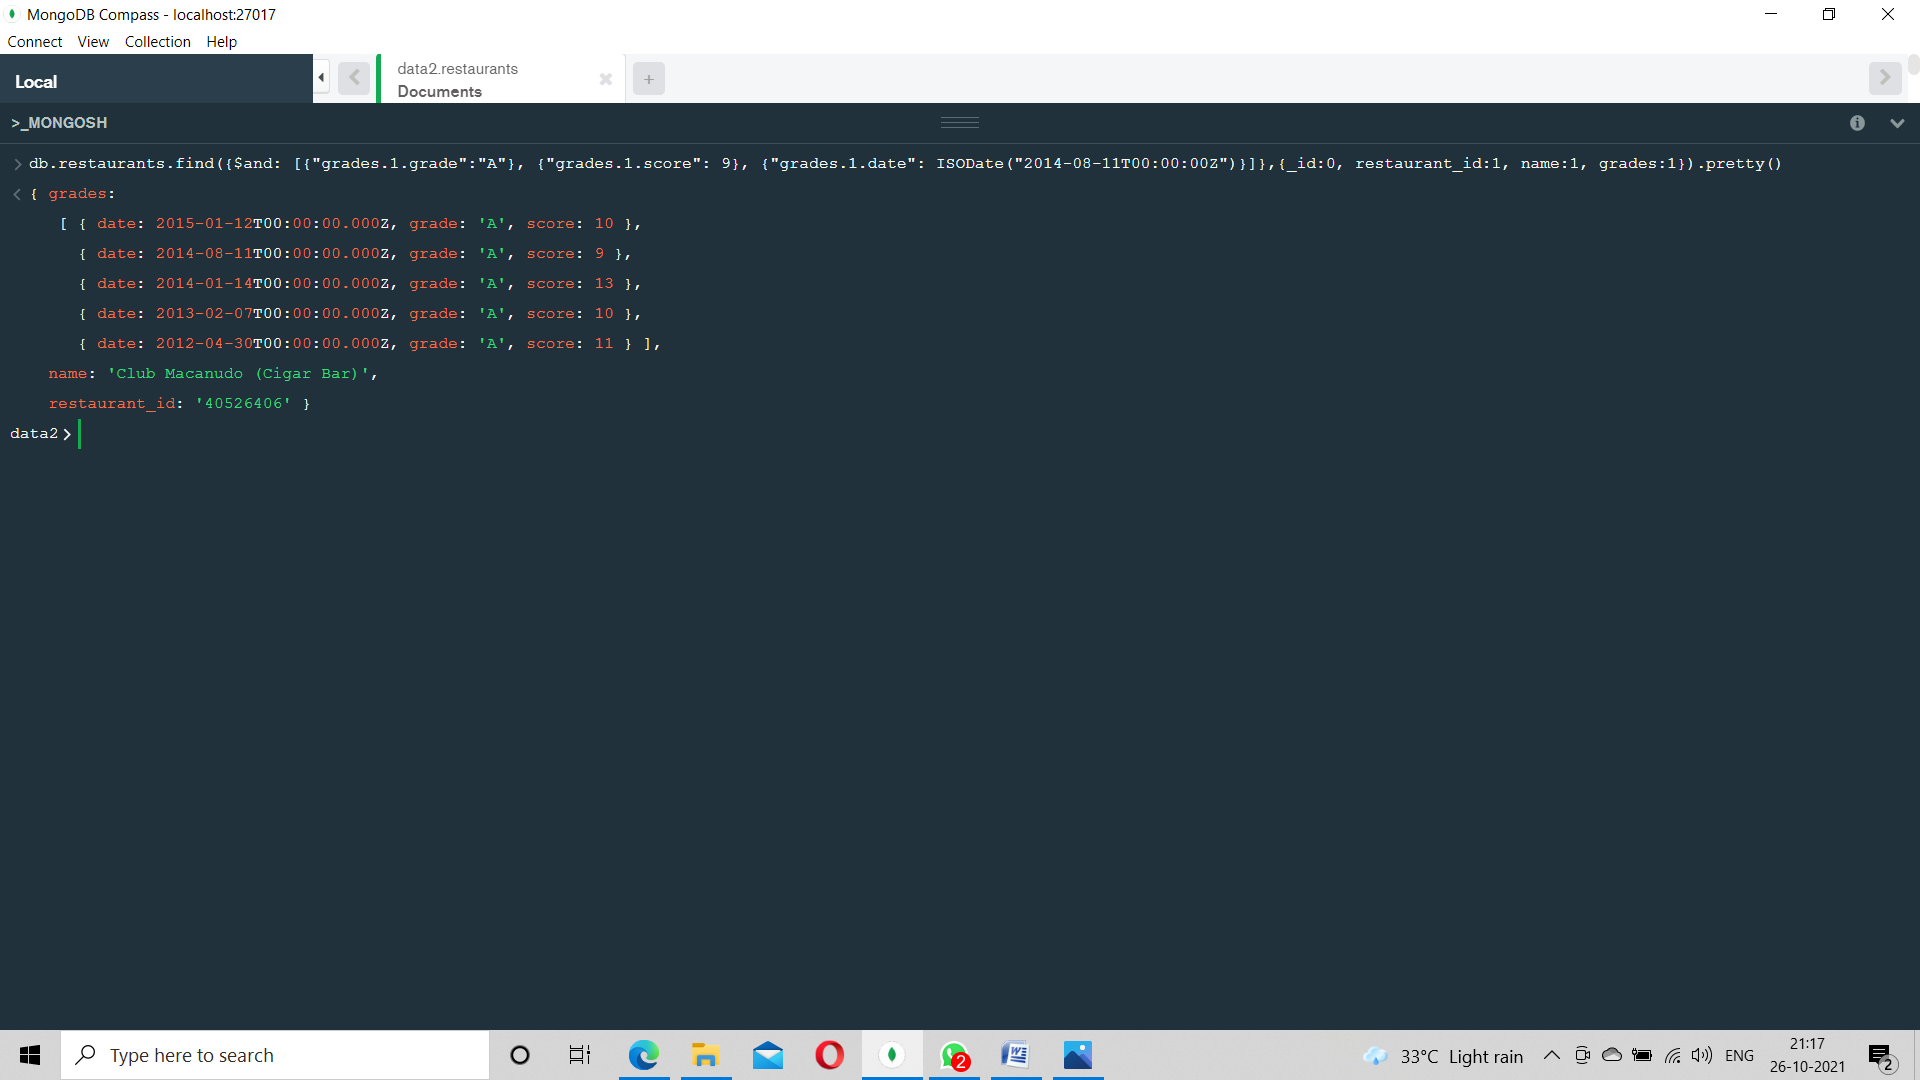 MongoDB Compass - localhost:27017
Connect View Collection Help
Local
data2.restaurants
Documents
>_MONGOSH
> db.restaurants.find({$and: [{"grades.1.grade":"A"}, {"grades.1.score": 9}, {"grades.1.date": ISODate("2014-08-11T00:00:00Z")}]},{_id:0, restaurant_id:1, name:1, grades:1}).pretty()
< { grades:
[ { date: 2015-01-12T00:00:00.000Z, grade: 'A', score: 10 },
{ date: 2014-08-11T00:00:00.000Z, grade: 'A', score: 9 },
{ date: 2014-01-14T00:00:00.000Z, grade: 'A', score: 13 },
{ date: 2013-02-07T00:00:00.000Z, grade: 'A', score: 10 },
{ date: 2012-04-30T00:00:00.000Z, grade: 'A', score: 11 } ],
name: 'Club Macanudo (Cigar Bar)',
restaurant_id: '40526406' }
data2 >
Type here to search
2
33°C Light rain
ENG
21:17
26-10-2021
2